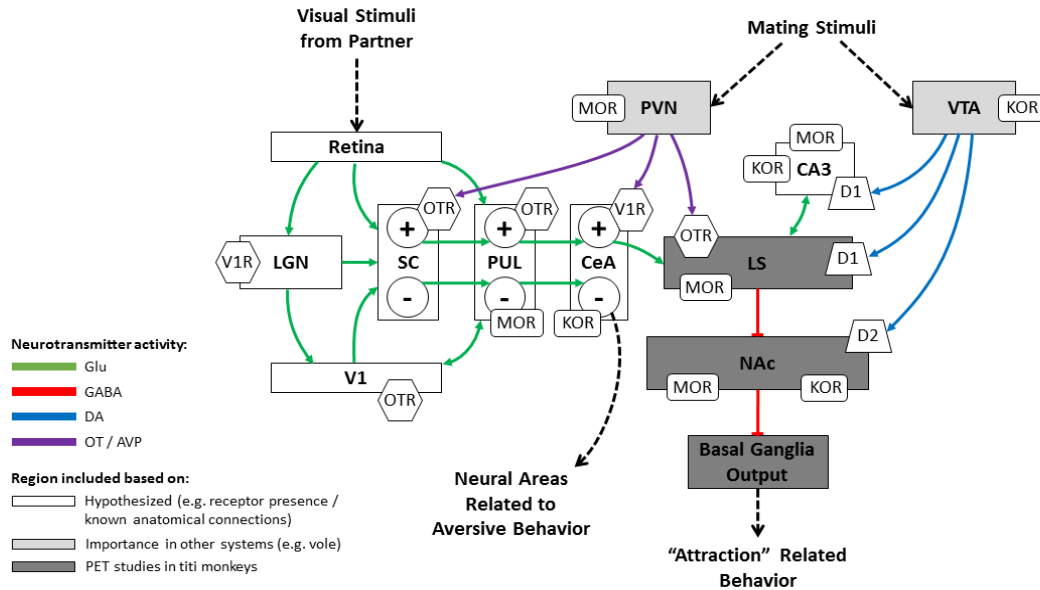 Visual Stimuli
from Partner
Mating Stimuli
MOR
PVN
VTA
KOR
Retina
MOR
KOR
CA3
D1
OTR
OTR
V1R
OTR
+
+
+
V1R
LGN
SC
PUL
CeA
LS
D1
-
-
-
MOR
MOR
KOR
D2
Neurotransmitter activity:
Glu
GABA
DA
OT / AVP
V1
OTR
NAc
MOR
KOR
Basal Ganglia
Output
Region included based on:
Hypothesized (e.g. receptor presence /
known anatomical connections)
Importance in other systems (e.g. vole)
PET studies in titi monkeys
Neural Areas
Related to
Aversive Behavior
“Attraction” Related
Behavior